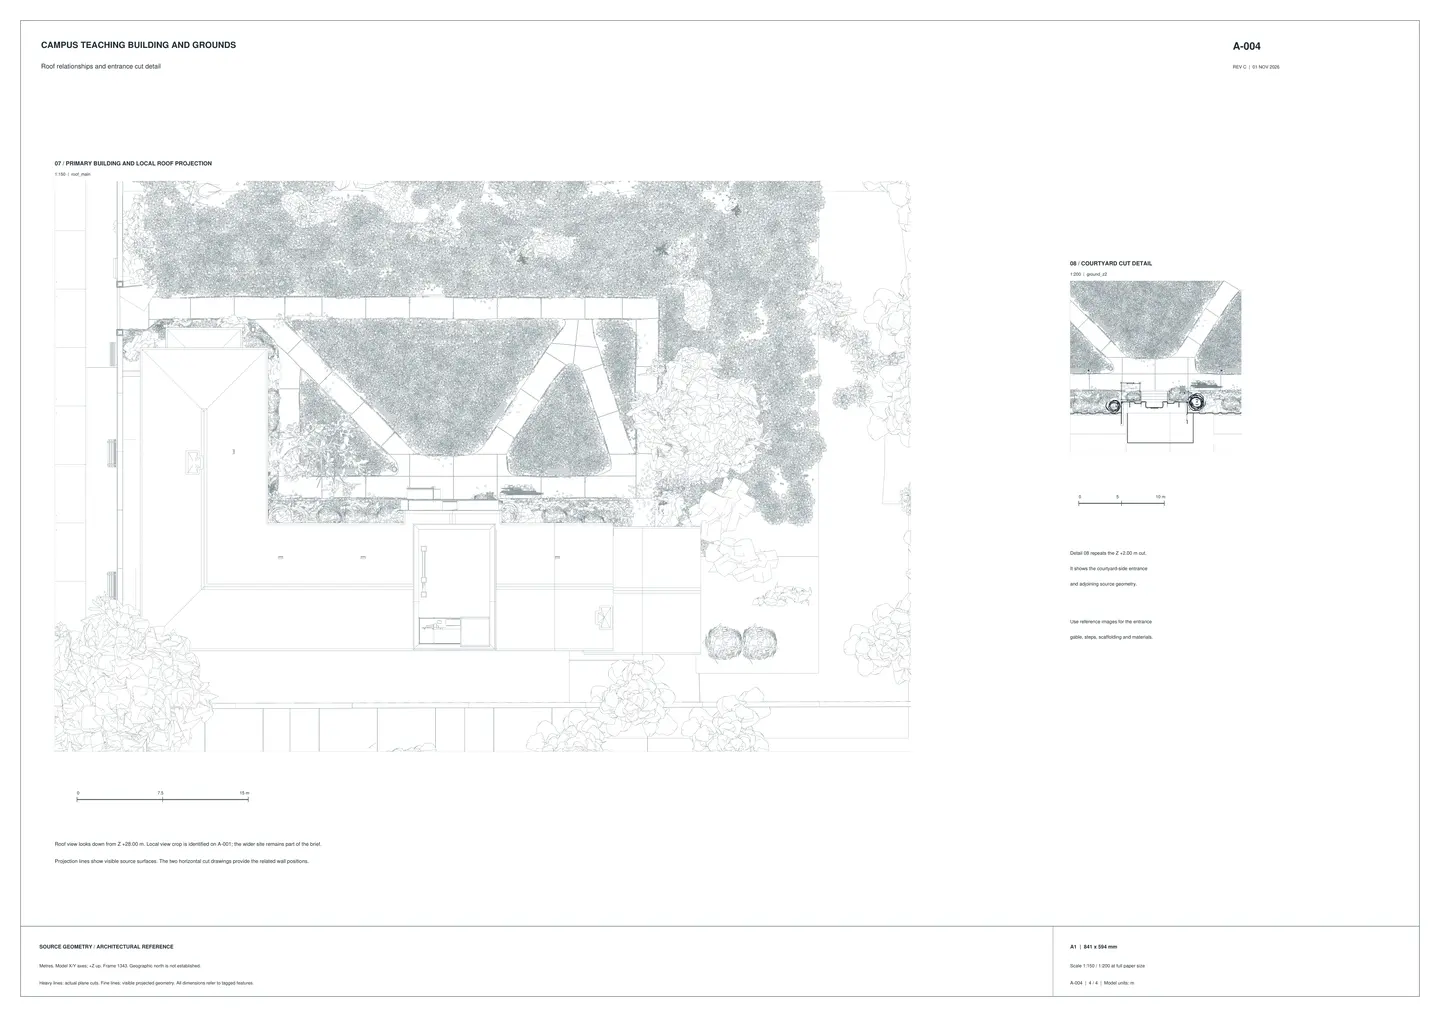 CAMPUS TEACHING BUILDING AND GROUNDS
Roof relationships and entrance cut detail
A-004
REV C | 01 NOV 2026
07 / PRIMARY BUILDING AND LOCAL ROOF PROJECTION
1:150 | roof_main
08 / COURTYARD CUT DETAIL
1:200 | ground_z2
0 5 10 m
Detail 08 repeats the Z +2.00 m cut.
It shows the courtyard-side entrance
and adjoining source geometry.
Use reference images for the entrance
gable, steps, scaffolding and materials.
0 7.5 15 m
Roof view looks down from Z +28.00 m. Local view crop is identified on A-001; the wider site remains part of the brief.
Projection lines show visible source surfaces. The two horizontal cut drawings provide the related wall positions.
SOURCE GEOMETRY / ARCHITECTURAL REFERENCE
Metres. Model X/Y axes; +Z up. Frame 1343. Geographic north is not established.
Heavy lines: actual plane cuts. Fine lines: visible projected geometry. All dimensions refer to tagged features.
A1 | 841 x 594 mm
Scale 1:150 / 1:200 at full paper size
A-004 | 4 / 4 | Model units: m